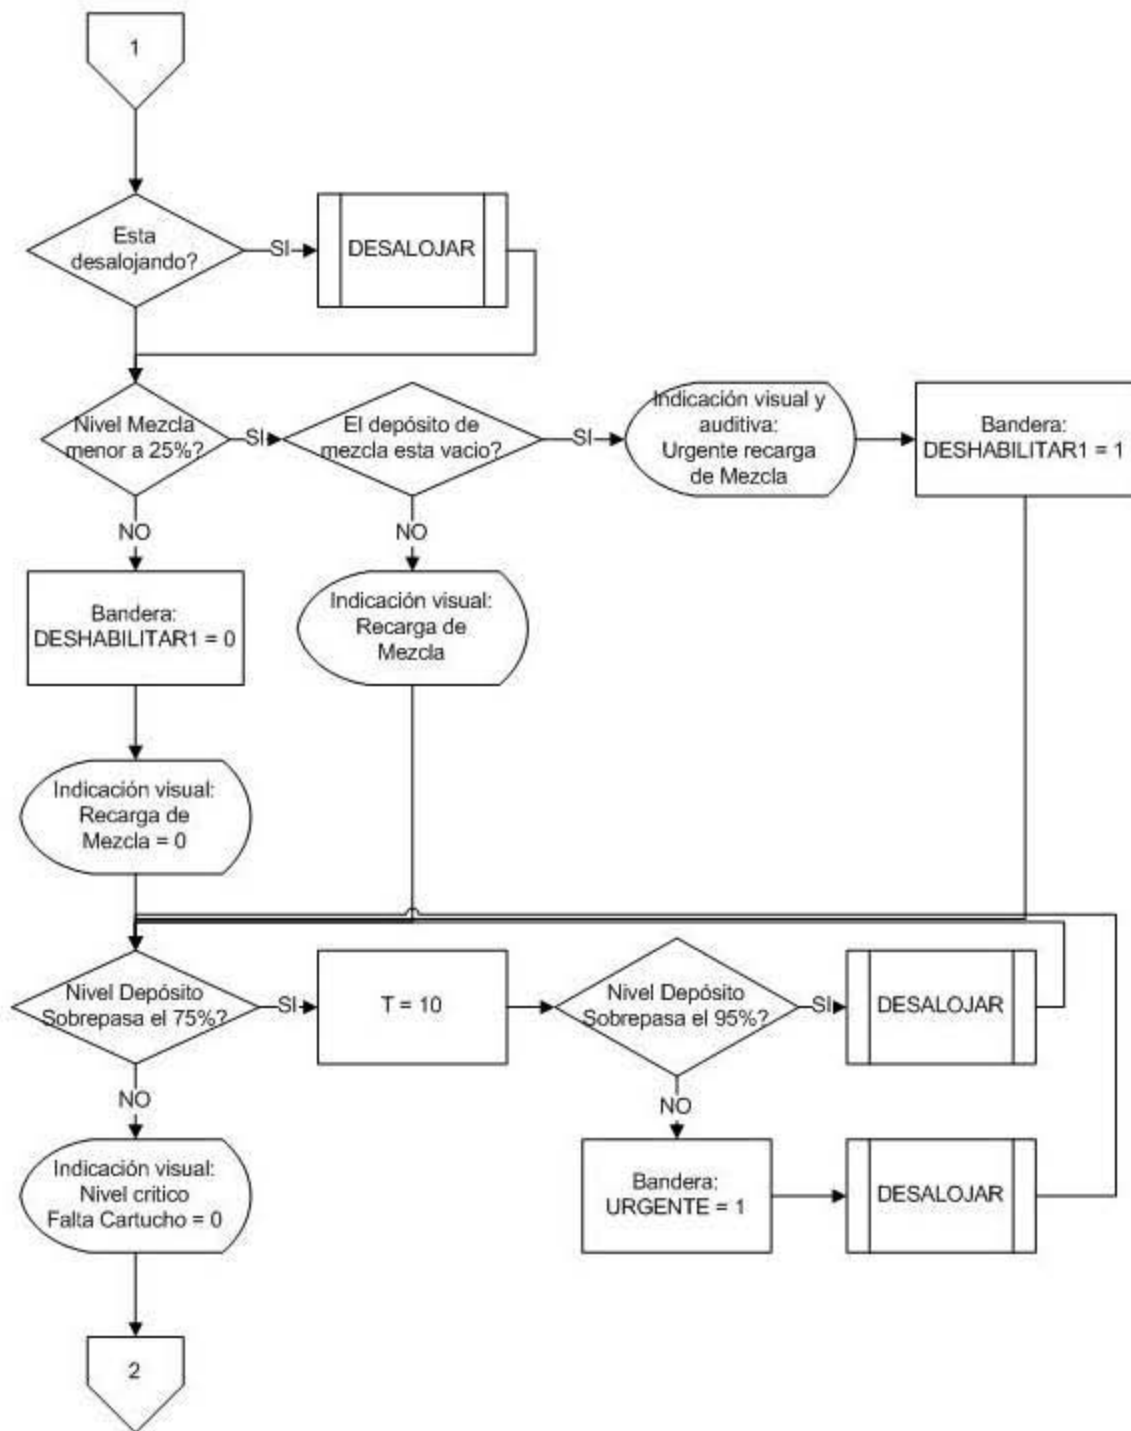 1
Esta
desalojando?
SI
DESALOJAR
Nivel Mezcla
menor a 25%?
SI
El depósito de
mezcla esta vacio?
SI
Indicación visual y
auditiva:
Urgente recarga
de Mezcla
Bandera:
DESHABILITAR1 = 1
NO
NO
Bandera:
DESHABILITAR1 = 0
Indicación visual:
Recarga de
Mezcla
Indicación visual:
Recarga de
Mezcla = 0
Nivel Depósito
Sobrepasa el 75%?
SI
T = 10
Nivel Depósito
Sobrepasa el 95%?
SI
DESALOJAR
NO
NO
Indicación visual:
Nivel critico
Falta Cartucho = 0
Bandera:
URGENTE = 1
DESALOJAR
2